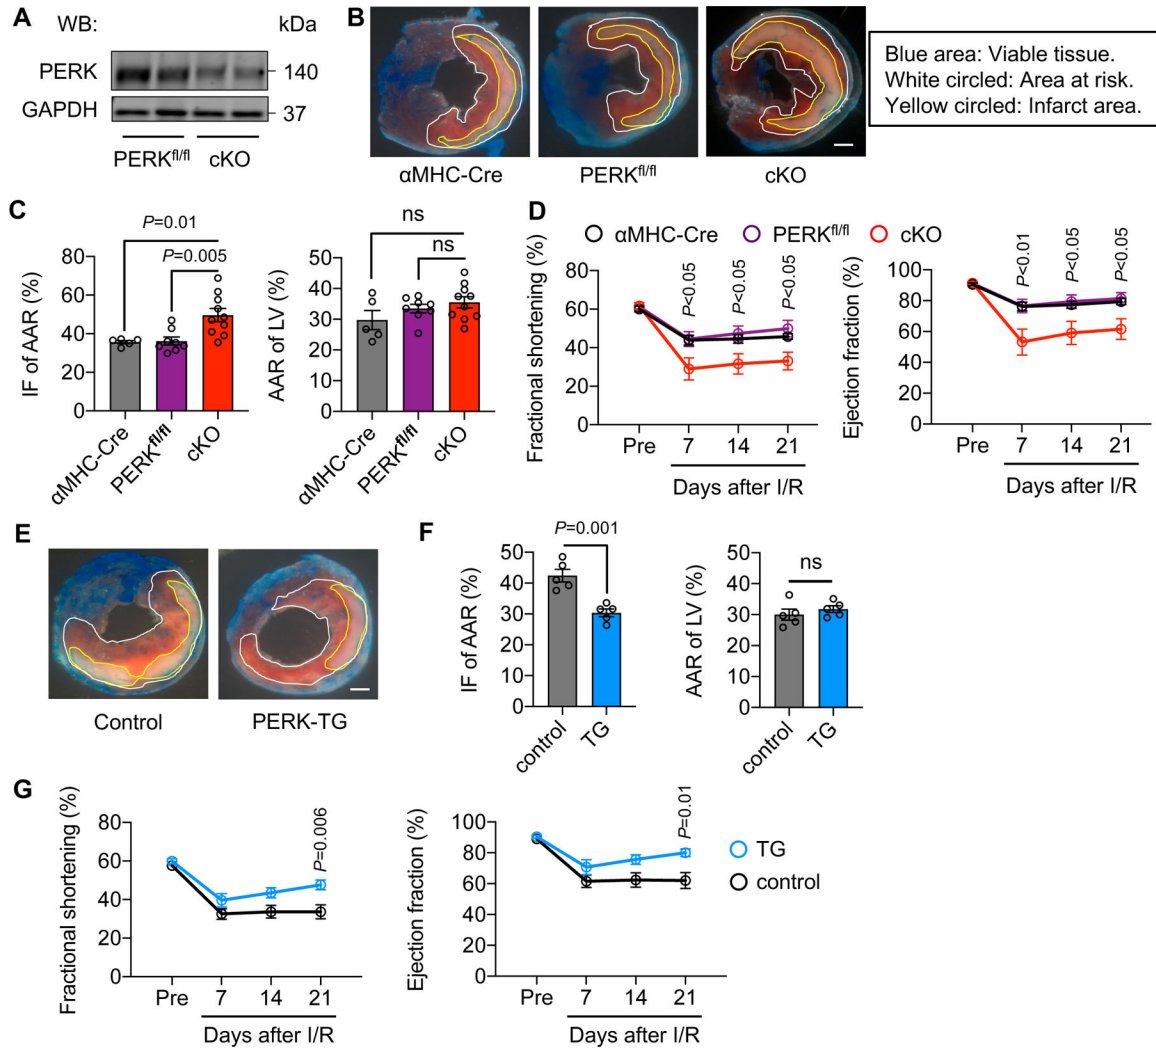 A
WB:
kDa
PERK
140
GAPDH
37
PERKfl/fl
cKO
B
αMHC-Cre
PERKfl/fl
cKO
Blue area: Viable tissue.
White circled: Area at risk.
Yellow circled: Infarct area.
C
IF of AAR (%)
80
60
40
20
0
P=0.01
P=0.005
αMHC-Cre
PERKfl/fl
cKO
AAR of LV (%)
50
40
30
20
10
0
ns
ns
αMHC-Cre
PERKfl/fl
cKO
D
αMHC-Cre
PERKfl/fl
cKO
Fractional shortening (%)
80
60
40
20
0
P<0.05
P<0.05
P<0.05
Pre
7
14
21
Days after I/R
Ejection fraction (%)
100
80
60
40
20
0
P<0.01
P<0.05
P<0.05
Pre
7
14
21
Days after I/R
E
Control
PERK-TG
F
IF of AAR (%)
50
40
30
20
10
0
P=0.001
control
TG
AAR of LV (%)
50
40
30
20
10
0
ns
control
TG
G
Fractional shortening (%)
80
60
40
20
0
P=0.006
Pre
7
14
21
Days after I/R
Ejection fraction (%)
100
80
60
40
20
0
P=0.01
Pre
7
14
21
Days after I/R
TG
control